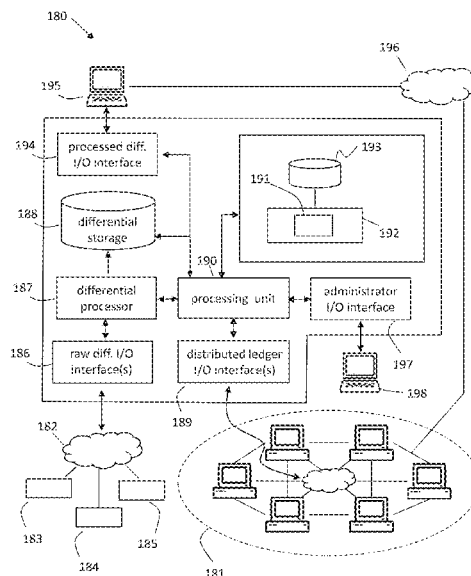 180
196
195
194
processed diff.
I/O interface
193
191
188
differential
storage
192
190
187
differential
processor
processing unit
administrator
I/O interface
186
raw diff. I/O
interface(s)
distributed ledger
I/O interface(s)
197
189
198
182
183
184
185
181